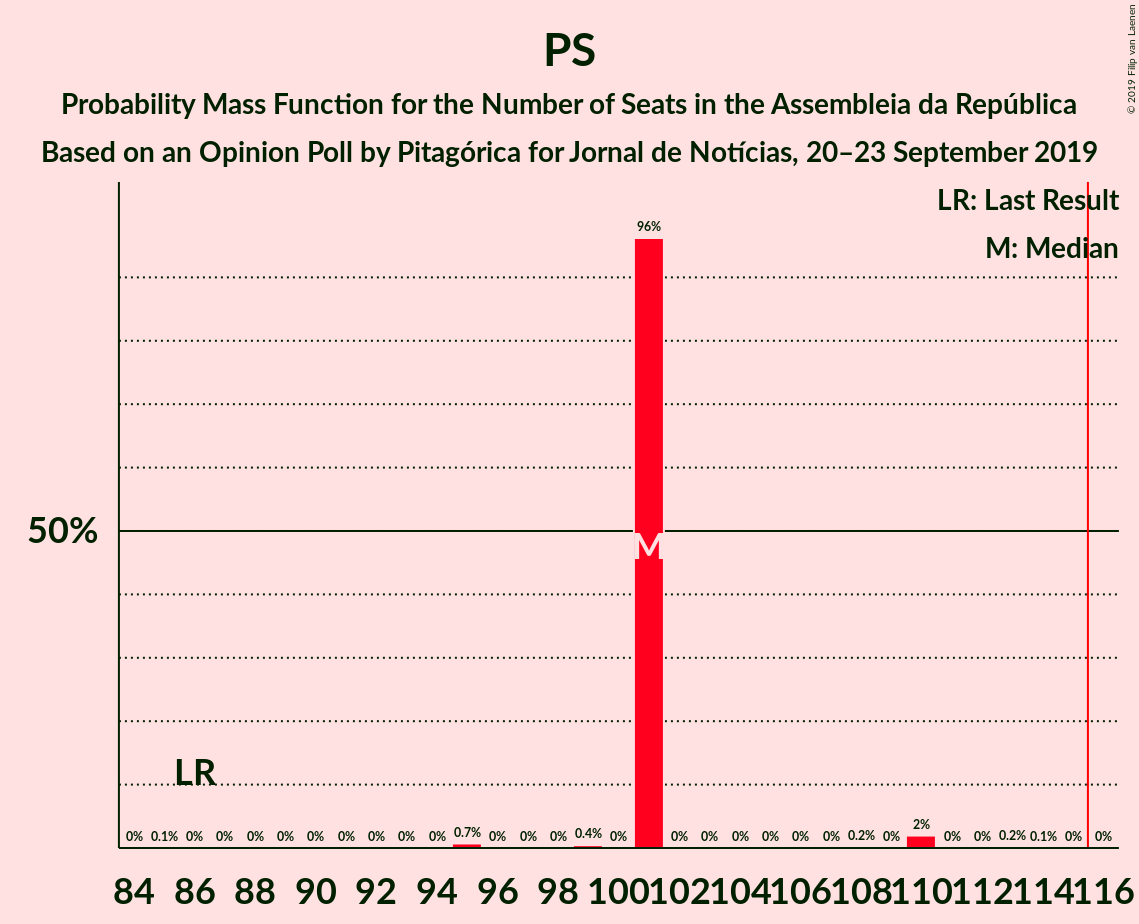 PS
Probability Mass Function for the Number of Seats in the Assembleia da República
Based on an Opinion Poll by Pitagórica for Jornal de Notícias, 20–23 September 2019
© 2019 Filip van Laenen
LR: Last Result
M: Median
96%
50%
M
LR
0% 0.1% 0% 0% 0% 0% 0% 0% 0% 0% 0% 0.7% 0% 0% 0% 0.4% 0% 0% 0% 0% 0% 0% 0% 0.2% 0% 2% 0% 0% 0.2% 0.1% 0% 0%
84 86 88 90 92 94 96 98 100 102 104 106 108 110 112 114 116